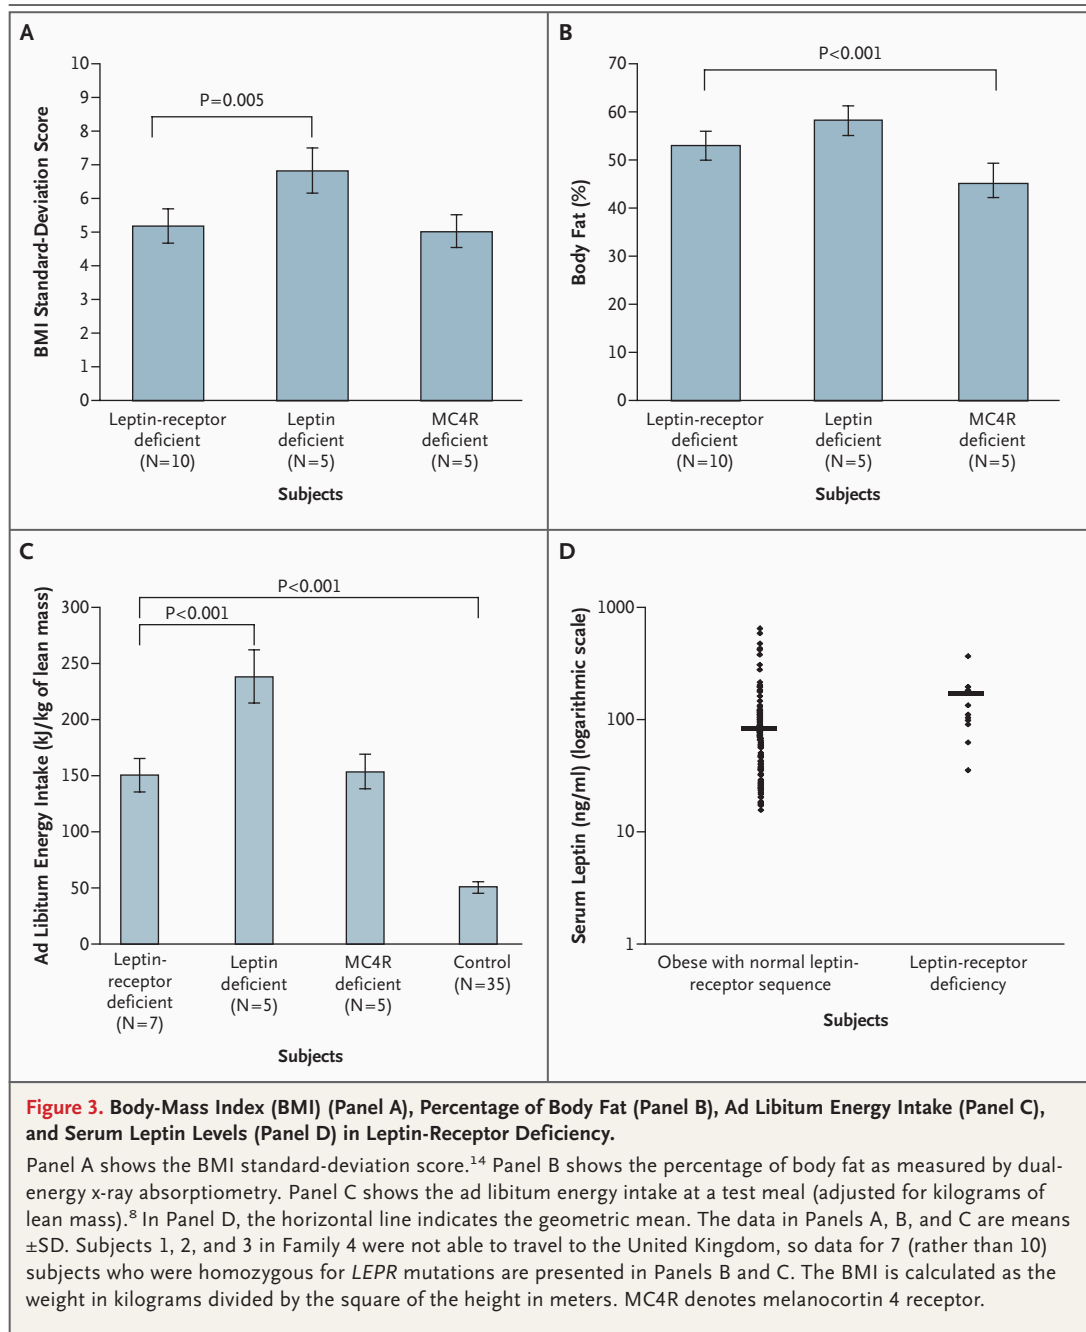 A
10
9
8
7
6
5
4
3
2
1
0
BMI Standard-Deviation Score
P=0.005
Leptin-receptor
deficient
(N=10)
Leptin
deficient
(N=5)
MC4R
deficient
(N=5)
Subjects
B
70
60
50
40
30
20
10
0
Body Fat (%)
P<0.001
Leptin-receptor
deficient
(N=10)
Leptin
deficient
(N=5)
MC4R
deficient
(N=5)
Subjects
C
300
250
200
150
100
50
0
Ad Libitum Energy Intake (kJ/kg of lean mass)
P<0.001
P<0.001
Leptin-
receptor
deficient
(N=7)
Leptin
deficient
(N=5)
MC4R
deficient
(N=5)
Control
(N=35)
Subjects
D
1000
100
10
1
Serum Leptin (ng/ml) (logarithmic scale)
Obese with normal leptin-
receptor sequence
Leptin-receptor
deficiency
Subjects
Figure 3. Body-Mass Index (BMI) (Panel A), Percentage of Body Fat (Panel B), Ad Libitum Energy Intake (Panel C),
and Serum Leptin Levels (Panel D) in Leptin-Receptor Deficiency.
Panel A shows the BMI standard-deviation score.14 Panel B shows the percentage of body fat as measured by dual-
energy x-ray absorptiometry. Panel C shows the ad libitum energy intake at a test meal (adjusted for kilograms of
lean mass).8 In Panel D, the horizontal line indicates the geometric mean. The data in Panels A, B, and C are means
±SD. Subjects 1, 2, and 3 in Family 4 were not able to travel to the United Kingdom, so data for 7 (rather than 10)
subjects who were homozygous for LEPR mutations are presented in Panels B and C. The BMI is calculated as the
weight in kilograms divided by the square of the height in meters. MC4R denotes melanocortin 4 receptor.